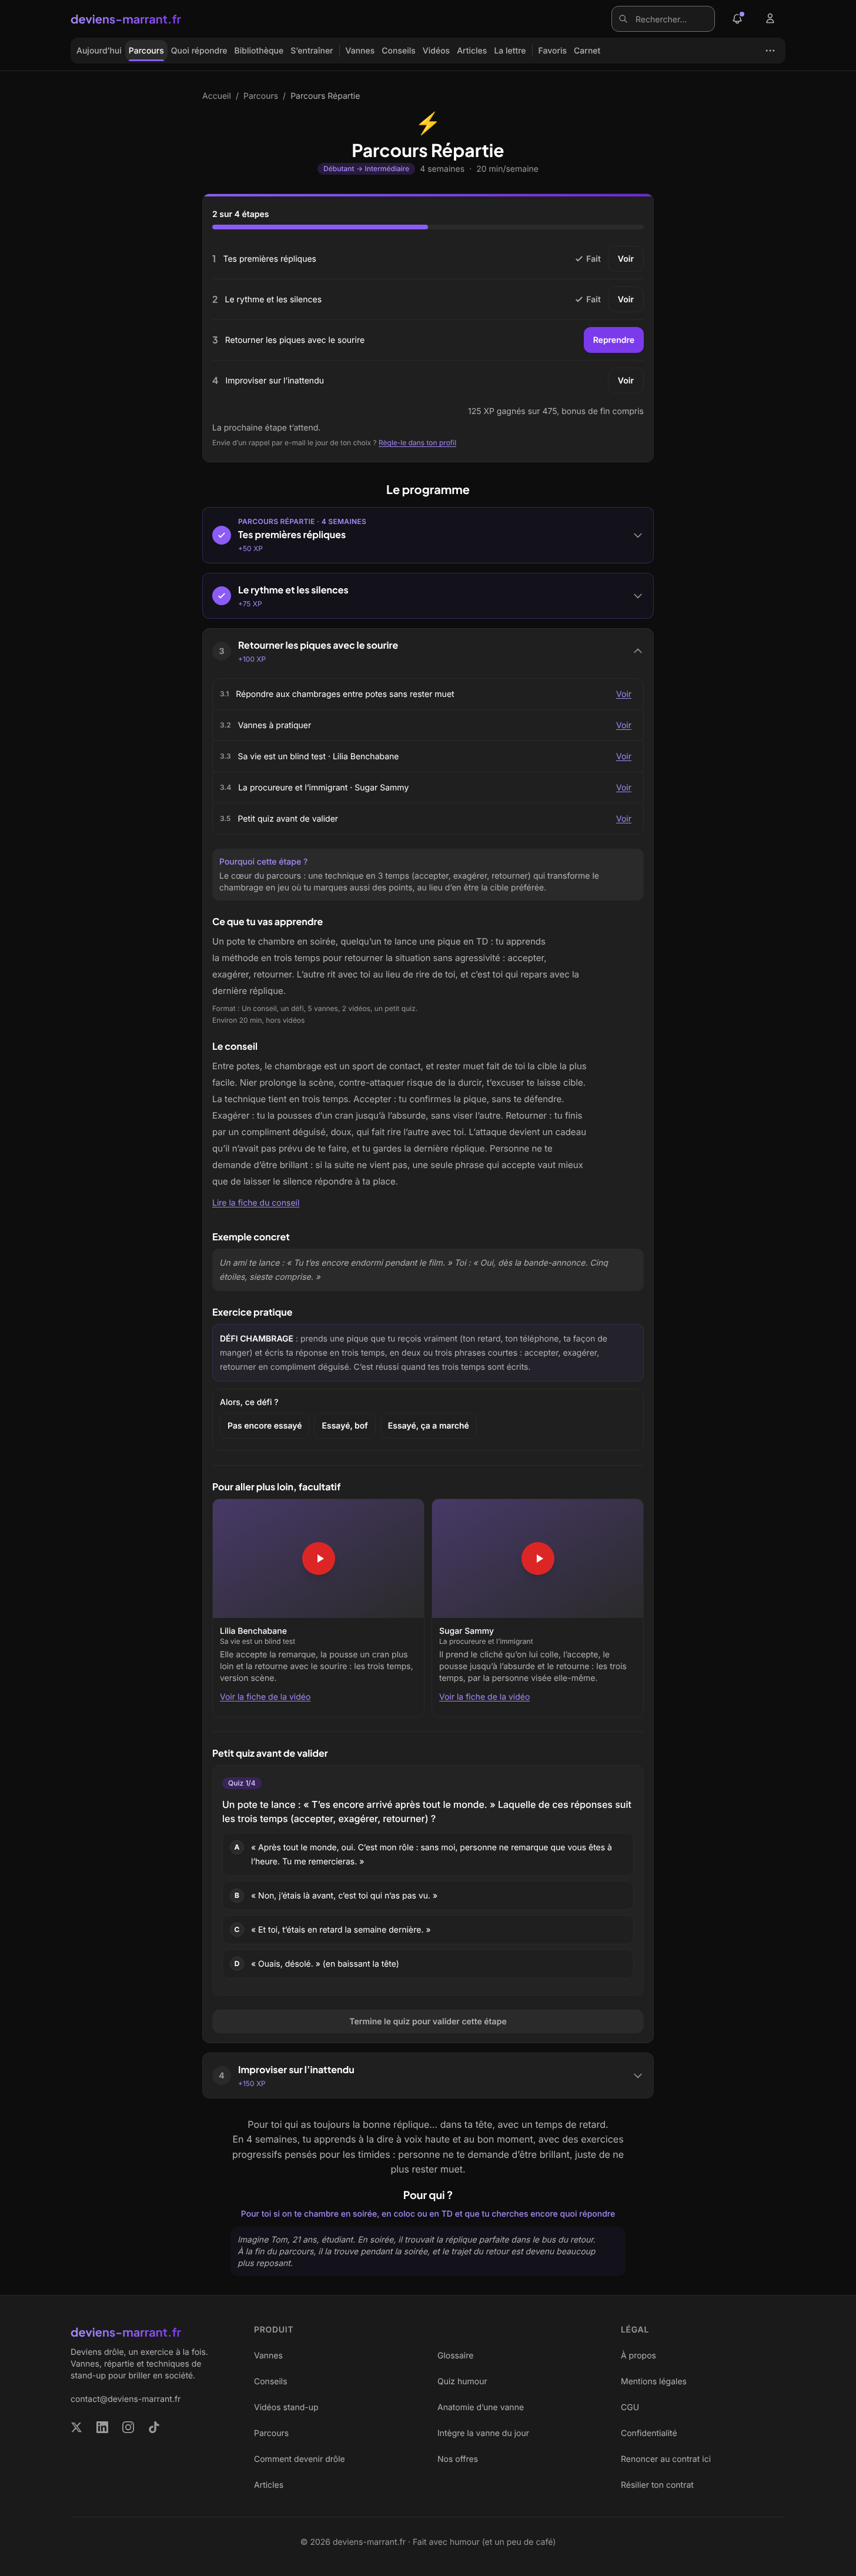 deviens-marrant.fr
Rechercher...
Aujourd'hui Parcours Quoi répondre Bibliothèque S'entraîner Vannes Conseils Vidéos Articles La lettre Favoris Carnet
Accueil / Parcours / Parcours Répartie
Parcours Répartie
Débutant → Intermédiaire 4 semaines · 20 min/semaine
2 sur 4 étapes
1 Tes premières répliques Fait Voir
2 Le rythme et les silences Fait Voir
3 Retourner les piques avec le sourire Reprendre
4 Improviser sur l'inattendu Voir
125 XP gagnés sur 475, bonus de fin compris
La prochaine étape t'attend.
Envie d'un rappel par e-mail le jour de ton choix ? Règle-le dans ton profil
Le programme
PARCOURS RÉPARTIE · 4 SEMAINES
Tes premières répliques
+50 XP
Le rythme et les silences
+75 XP
3
Retourner les piques avec le sourire
+100 XP
3.1 Répondre aux chambrages entre potes sans rester muet Voir
3.2 Vannes à pratiquer Voir
3.3 Sa vie est un blind test · Lilia Benchabane Voir
3.4 La procureure et l'immigrant · Sugar Sammy Voir
3.5 Petit quiz avant de valider Voir
Pourquoi cette étape ?
Le cœur du parcours : une technique en 3 temps (accepter, exagérer, retourner) qui transforme le
chambrage en jeu où tu marques aussi des points, au lieu d'en être la cible préférée.
Ce que tu vas apprendre
Un pote te chambre en soirée, quelqu'un te lance une pique en TD : tu apprends
la méthode en trois temps pour retourner la situation sans agressivité : accepter,
exagérer, retourner. L'autre rit avec toi au lieu de rire de toi, et c'est toi qui repars avec la
dernière réplique.
Format : Un conseil, un défi, 5 vannes, 2 vidéos, un petit quiz.
Environ 20 min, hors vidéos
Le conseil
Entre potes, le chambrage est un sport de contact, et rester muet fait de toi la cible la plus
facile. Nier prolonge la scène, contre-attaquer risque de la durcir, t'excuser te laisse cible.
La technique tient en trois temps. Accepter : tu confirmes la pique, sans te défendre.
Exagérer : tu la pousses d'un cran jusqu'à l'absurde, sans viser l'autre. Retourner : tu finis
par un compliment déguisé, doux, qui fait rire l'autre avec toi. L'attaque devient un cadeau
qu'il n'avait pas prévu de te faire, et tu gardes la dernière réplique. Personne ne te
demande d'être brillant : si la suite ne vient pas, une seule phrase qui accepte vaut mieux
que de laisser le silence répondre à ta place.
Lire la fiche du conseil
Exemple concret
Un ami te lance : « Tu t'es encore endormi pendant le film. » Toi : « Oui, dès la bande-annonce. Cinq
étoiles, sieste comprise. »
Exercice pratique
DÉFI CHAMBRAGE : prends une pique que tu reçois vraiment (ton retard, ton téléphone, ta façon de
manger) et écris ta réponse en trois temps, en deux ou trois phrases courtes : accepter, exagérer,
retourner en compliment déguisé. C'est réussi quand tes trois temps sont écrits.
Alors, ce défi ?
Pas encore essayé Essayé, bof Essayé, ça a marché
Pour aller plus loin, facultatif
Lilia Benchabane
Sa vie est un blind test
Elle accepte la remarque, la pousse un cran plus
loin et la retourne avec le sourire : les trois temps,
version scène.
Voir la fiche de la vidéo
Sugar Sammy
La procureure et l'immigrant
Il prend le cliché qu'on lui colle, l'accepte, le
pousse jusqu'à l'absurde et le retourne : les trois
temps, par la personne visée elle-même.
Voir la fiche de la vidéo
Petit quiz avant de valider
Quiz 1/4
Un pote te lance : « T'es encore arrivé après tout le monde. » Laquelle de ces réponses suit
les trois temps (accepter, exagérer, retourner) ?
A « Après tout le monde, oui. C'est mon rôle : sans moi, personne ne remarque que vous êtes à
l'heure. Tu me remercieras. »
B « Non, j'étais là avant, c'est toi qui n'as pas vu. »
C « Et toi, t'étais en retard la semaine dernière. »
D « Ouais, désolé. » (en baissant la tête)
Termine le quiz pour valider cette étape
4
Improviser sur l'inattendu
+150 XP
Pour toi qui as toujours la bonne réplique... dans ta tête, avec un temps de retard.
En 4 semaines, tu apprends à la dire à voix haute et au bon moment, avec des exercices
progressifs pensés pour les timides : personne ne te demande d'être brillant, juste de ne
plus rester muet.
Pour qui ?
Pour toi si on te chambre en soirée, en coloc ou en TD et que tu cherches encore quoi répondre
Imagine Tom, 21 ans, étudiant. En soirée, il trouvait la réplique parfaite dans le bus du retour.
À la fin du parcours, il la trouve pendant la soirée, et le trajet du retour est devenu beaucoup
plus reposant.
deviens-marrant.fr
Deviens drôle, un exercice à la fois.
Vannes, répartie et techniques de
stand-up pour briller en société.
contact@deviens-marrant.fr
PRODUIT
Vannes
Conseils
Vidéos stand-up
Parcours
Comment devenir drôle
Articles
Glossaire
Quiz humour
Anatomie d'une vanne
Intègre la vanne du jour
Nos offres
LÉGAL
À propos
Mentions légales
CGU
Confidentialité
Renoncer au contrat ici
Résilier ton contrat
© 2026 deviens-marrant.fr · Fait avec humour (et un peu de café)